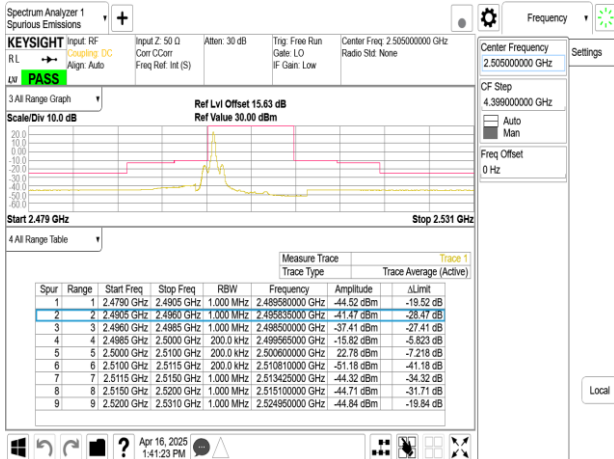 Spectrum Analyzer 1
Spurious Emissions
Frequency
KEYSIGHT Input: RF Input Z: 50 Ω Atten: 30 dB Trig: Free Run Center Freq: 2.505000000 GHz
RL Coupling: DC Corr CCorr Gate: LO Radio Std: None
Align: Auto Freq Ref: Int (S) IF Gain: Low
LXI PASS
3 All Range Graph
Ref Lvl Offset 15.63 dB
Scale/Div 10.0 dB Ref Value 30.00 dBm
20.0
10.0
0.00
-10.0
-20.0
-30.0
-40.0
-50.0
-60.0
Start 2.479 GHz Stop 2.531 GHz
4 All Range Table
Measure Trace Trace 1
Trace Type Trace Average (Active)
Spur Range Start Freq Stop Freq RBW Frequency Amplitude ΔLimit
1 1 2.4790 GHz 2.4905 GHz 1.000 MHz 2.489580000 GHz -44.52 dBm -19.52 dB
2 2 2.4905 GHz 2.4960 GHz 1.000 MHz 2.495835000 GHz -41.47 dBm -28.47 dB
3 3 2.4960 GHz 2.4985 GHz 1.000 MHz 2.498500000 GHz -37.41 dBm -27.41 dB
4 4 2.4985 GHz 2.5000 GHz 200.0 kHz 2.499565000 GHz -15.82 dBm -5.823 dB
5 5 2.5000 GHz 2.5100 GHz 200.0 kHz 2.500600000 GHz 22.78 dBm -7.218 dB
6 6 2.5100 GHz 2.5115 GHz 200.0 kHz 2.510810000 GHz -51.18 dBm -41.18 dB
7 7 2.5115 GHz 2.5150 GHz 1.000 MHz 2.513425000 GHz -44.32 dBm -34.32 dB
8 8 2.5150 GHz 2.5200 GHz 1.000 MHz 2.515100000 GHz -44.71 dBm -31.71 dB
9 9 2.5200 GHz 2.5310 GHz 1.000 MHz 2.524950000 GHz -44.84 dBm -19.84 dB
Apr 16, 2025
1:41:23 PM
Center Frequency
2.505000000 GHz
Settings
CF Step
4.399000000 GHz
Auto
Man
Freq Offset
0 Hz
Local